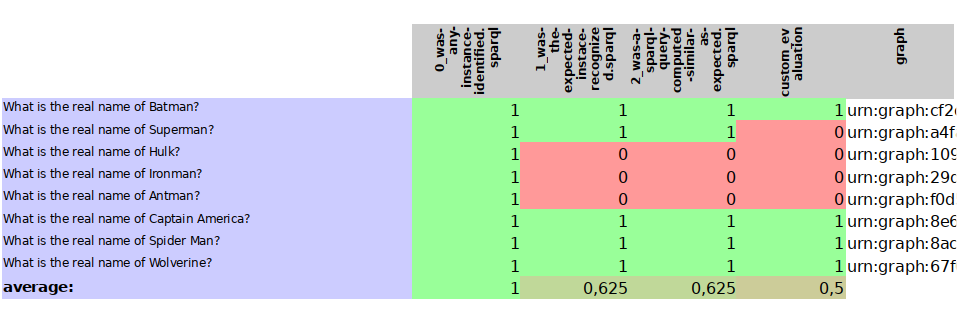 0_was-
any-
instance-
identified.
sparql
1_was-
the-
expected-
instace-
recognize
d.sparql
2_was-a-
sparql-
query-
computed
-similar-
as-
expected.
sparql
custom_ev
aluation
graph
What is the real name of Batman? 1 1 1 1 urn:graph:cf2
What is the real name of Superman? 1 1 1 0 urn:graph:a4f
What is the real name of Hulk? 1 0 0 0 urn:graph:109
What is the real name of Ironman? 1 0 0 0 urn:graph:29
What is the real name of Antman? 1 0 0 0 urn:graph:f0d
What is the real name of Captain America? 1 1 1 1 urn:graph:8e6
What is the real name of Spider Man? 1 1 1 1 urn:graph:8a
What is the real name of Wolverine? 1 1 1 1 urn:graph:67f
average: 1 0,625 0,625 0,5